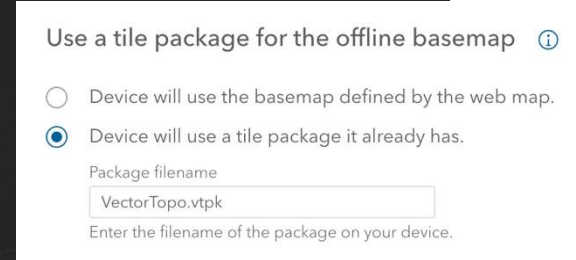 Use a tile package for the offline basemap
Device will use the basemap defined by the web map.
Device will use a tile package it already has.
Package filename
VectorTopo.vtpk
Enter the filename of the package on your device.